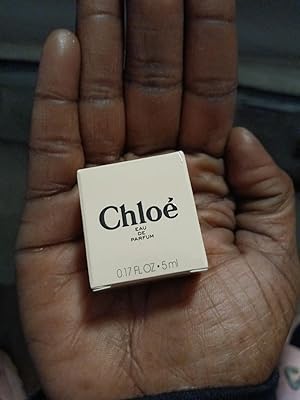 Chloé
EAU
DE
PARFUM
0.17 FL OZ • 5 ml